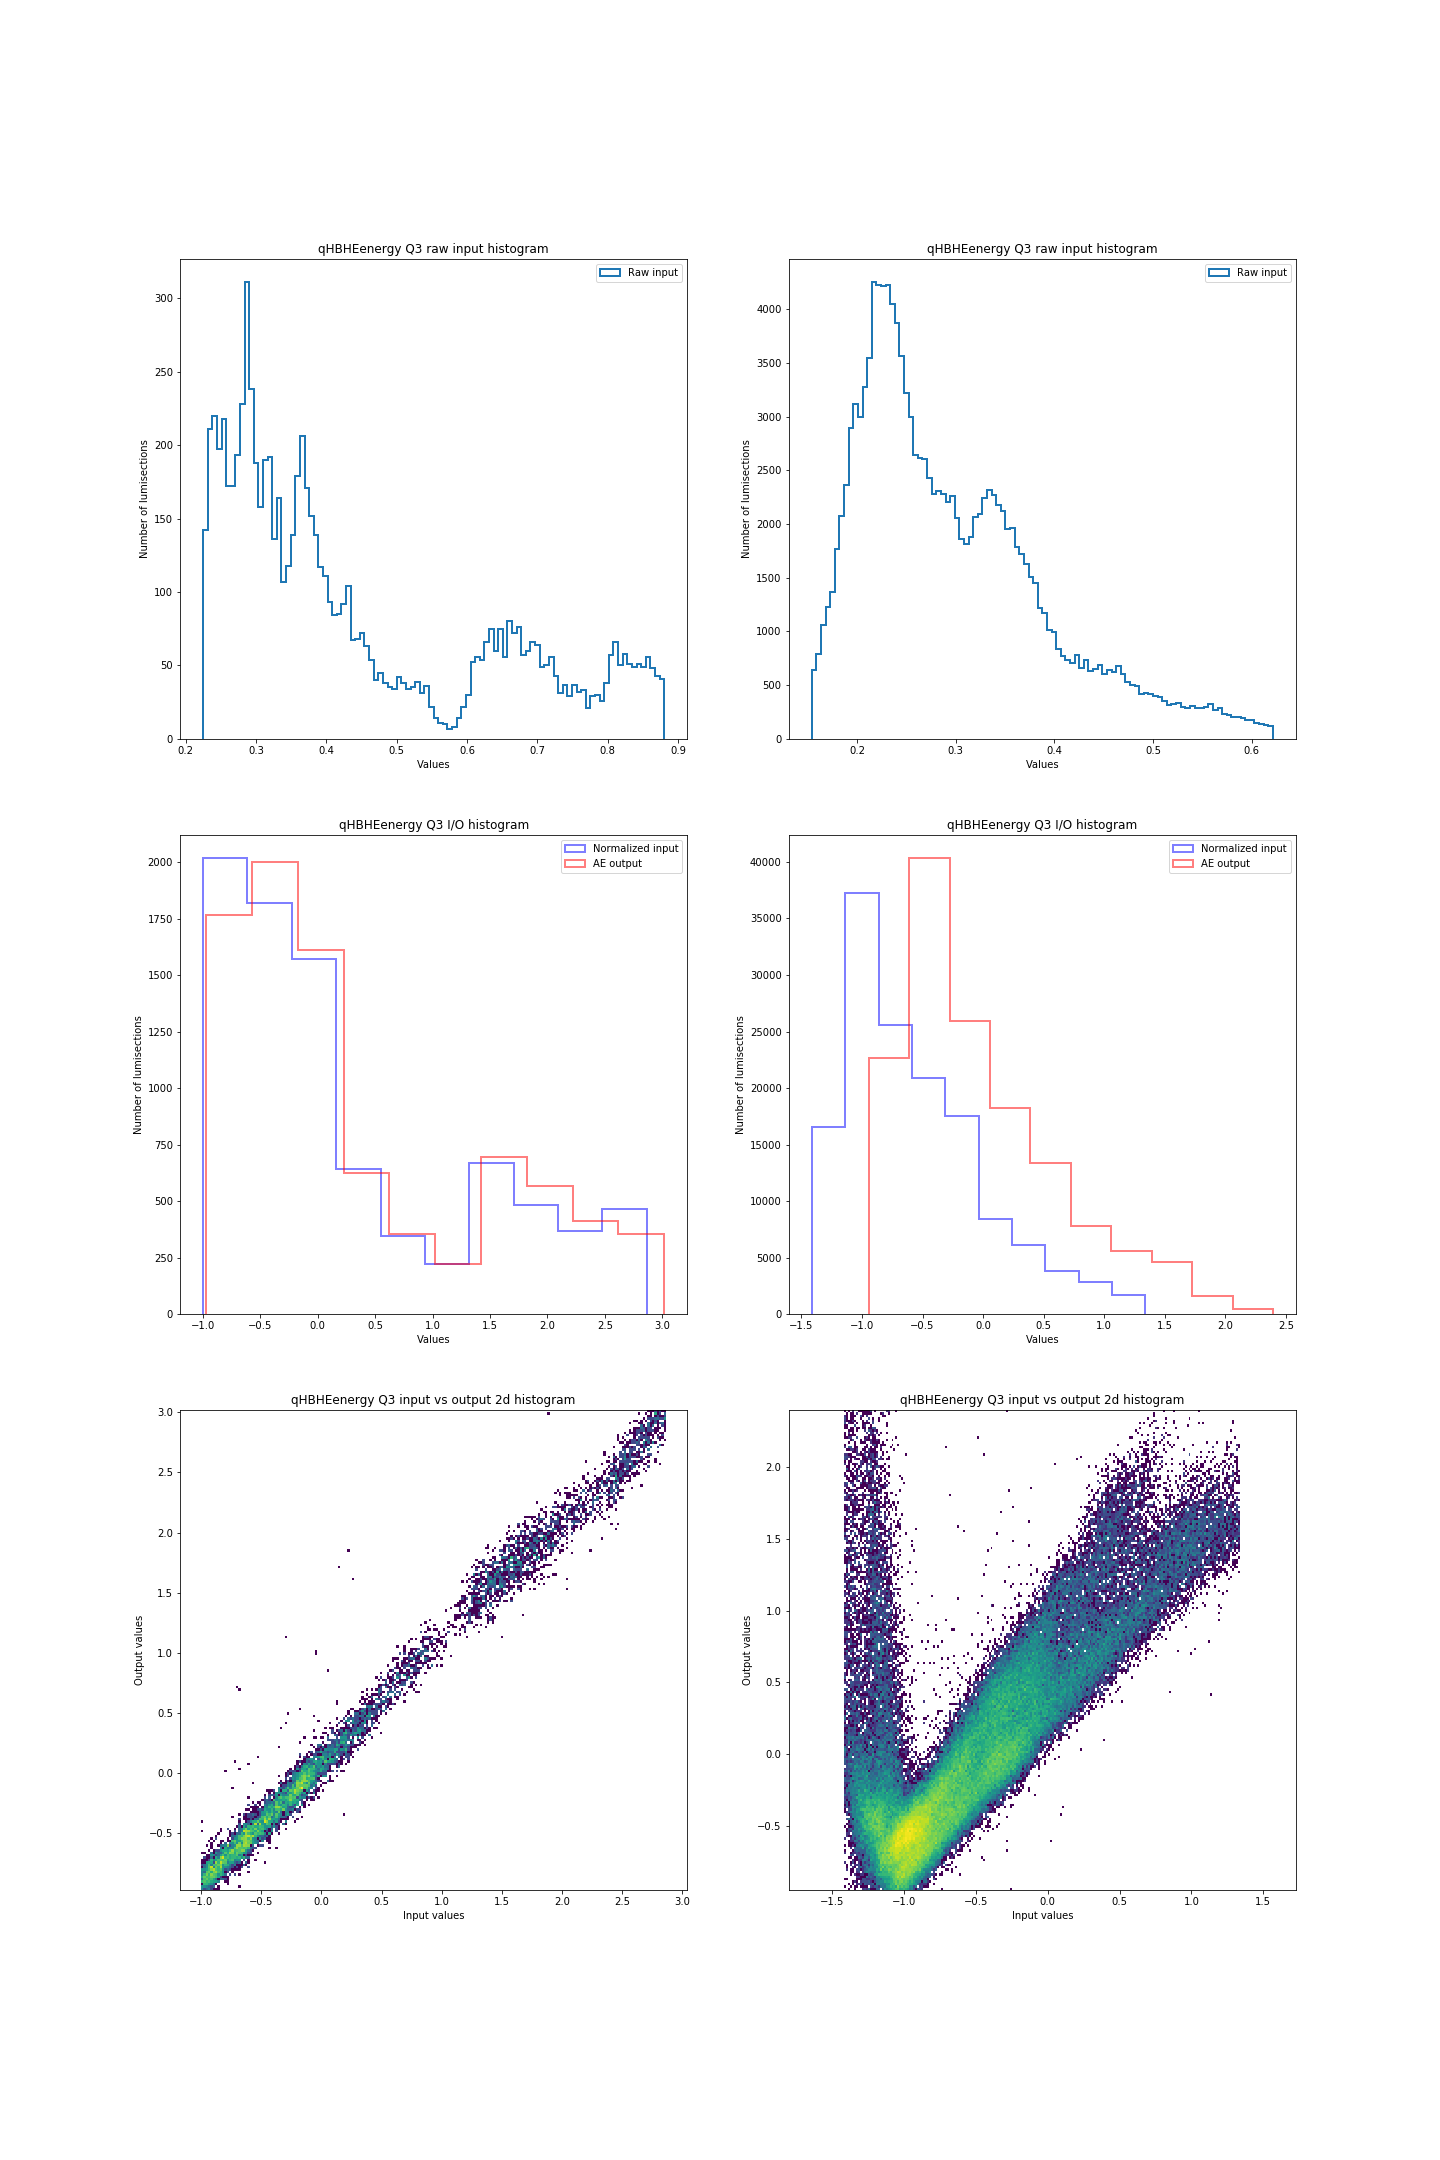 qHBHEenergy Q3 raw input histogram
Raw input
Number of lumisections
300
250
200
150
100
50
0
0.2 0.3 0.4 0.5 0.6 0.7 0.8 0.9
Values
qHBHEenergy Q3 raw input histogram
Raw input
Number of lumisections
4000
3500
3000
2500
2000
1500
1000
500
0
0.2 0.3 0.4 0.5 0.6
Values
qHBHEenergy Q3 I/O histogram
Normalized input
AE output
Number of lumisections
2000
1750
1500
1250
1000
750
500
250
0
−1.0 −0.5 0.0 0.5 1.0 1.5 2.0 2.5 3.0
Values
qHBHEenergy Q3 I/O histogram
Normalized input
AE output
Number of lumisections
40000
35000
30000
25000
20000
15000
10000
5000
0
−1.5 −1.0 −0.5 0.0 0.5 1.0 1.5 2.0 2.5
Values
qHBHEenergy Q3 input vs output 2d histogram
Output values
3.0
2.5
2.0
1.5
1.0
0.5
0.0
−0.5
−1.0 −0.5 0.0 0.5 1.0 1.5 2.0 2.5 3.0
Input values
qHBHEenergy Q3 input vs output 2d histogram
Output values
2.0
1.5
1.0
0.5
0.0
−0.5
−1.5 −1.0 −0.5 0.0 0.5 1.0 1.5
Input values